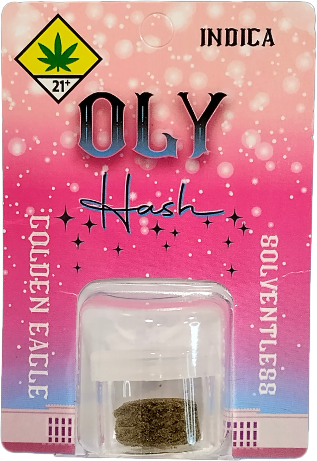 INDICA
21+
OLY
Hash
GOLDEN EAGLE
SOLVENTLESS